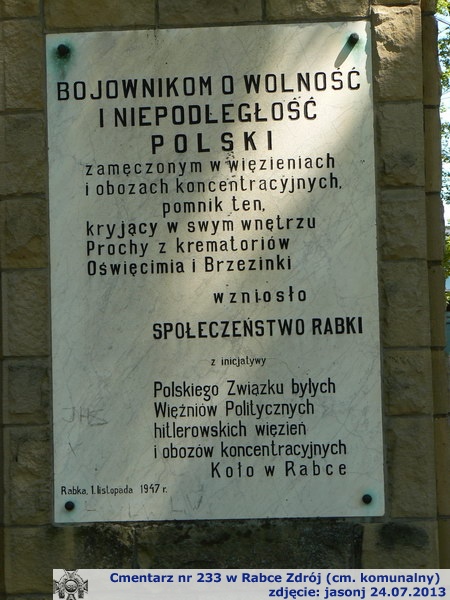 BOJOWNIKOM O WOLNOŚĆ
I NIEPODLEGŁOŚĆ
POLSKI
zamęczonym w więzieniach
i obozach koncentracyjnych,
pomnik ten,
kryjący w swym wnętrzu
Prochy z krematoriów
Oświęcimia i Brzezinki
wzniosło
SPOŁECZEŃSTWO RABKI
z inicjatywy
Polskiego Związku byłych
Więźniów Politycznych
hitlerowskich więzień
i obozów koncentracyjnych
Koło w Rabce
Rabka, 1. listopada 1947 r.
Cmentarz nr 233 w Rabce Zdrój (cm. komunalny)
zdjęcie: jasonj 24.07.2013